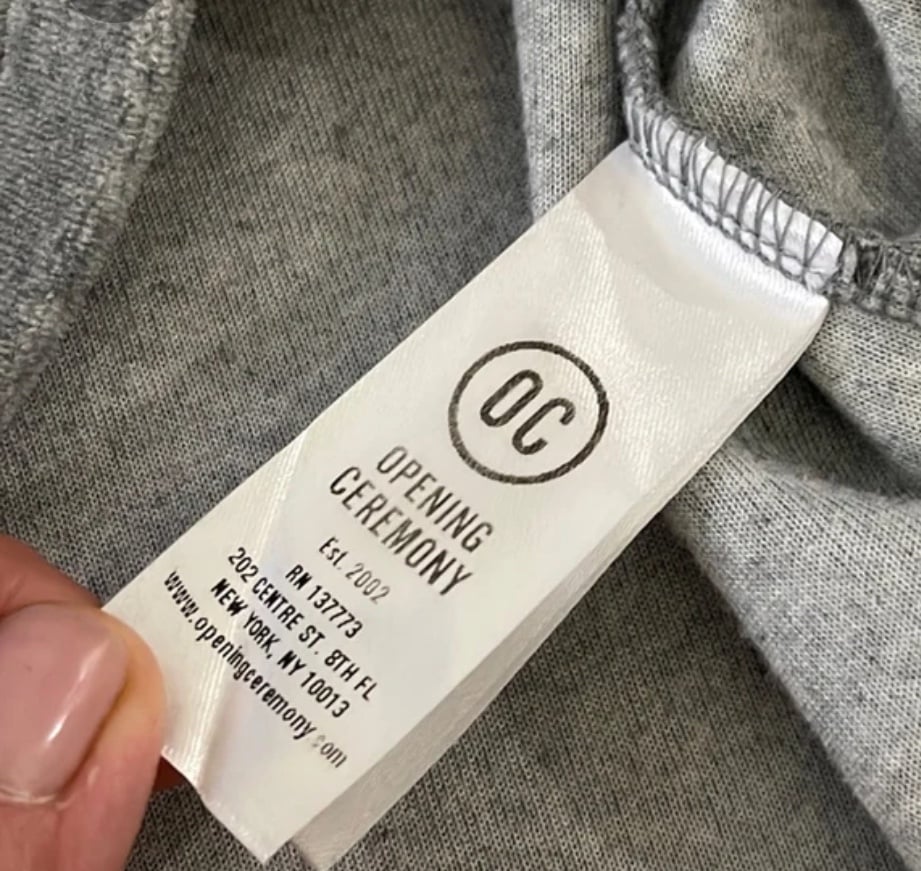 OC
OPENING
CEREMONY
Est. 2002
RN 137773
202 CENTRE ST. 8TH FL
NEW YORK, NY 10013
www.openingceremony.com